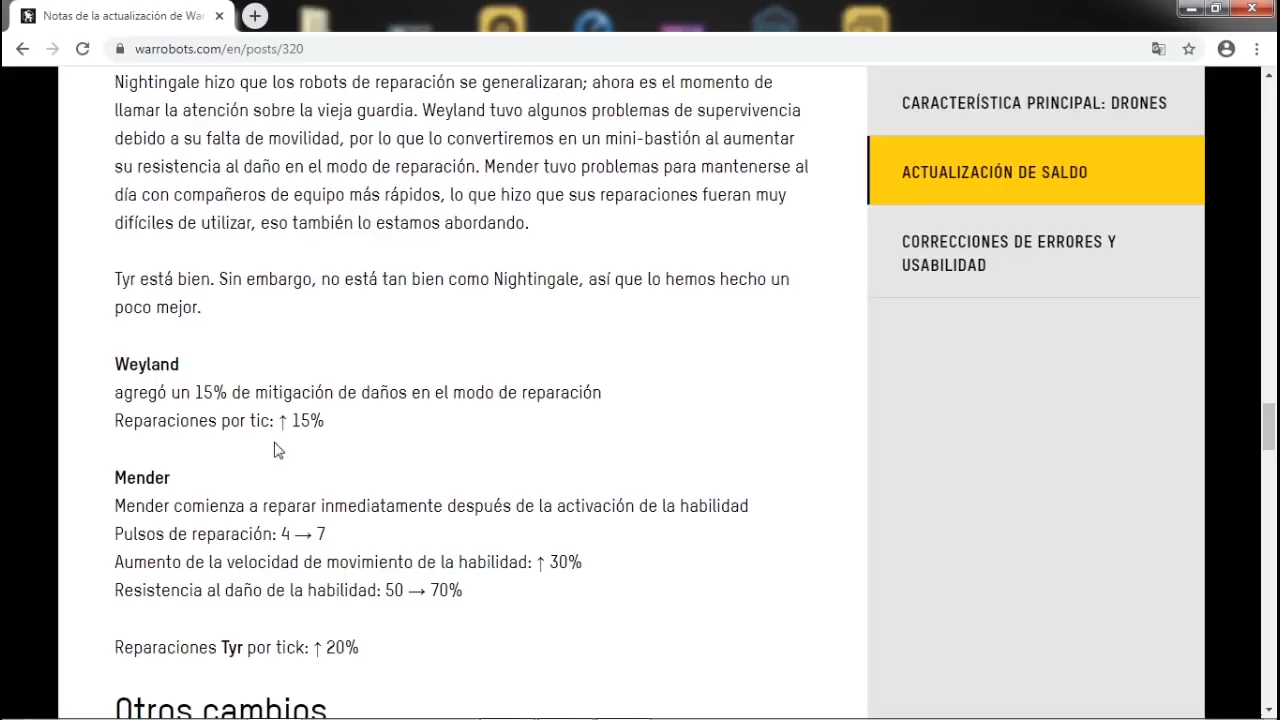 Notas de la actualización de War
warrobots.com/en/posts/320
Nightingale hizo que los robots de reparación se generalizaran; ahora es el momento de
llamar la atención sobre la vieja guardia. Weyland tuvo algunos problemas de supervivencia
debido a su falta de movilidad, por lo que lo convertiremos en un mini-bastión al aumentar
su resistencia al daño en el modo de reparación. Mender tuvo problemas para mantenerse al
día con compañeros de equipo más rápidos, lo que hizo que sus reparaciones fueran muy
difíciles de utilizar, eso también lo estamos abordando.
Tyr está bien. Sin embargo, no está tan bien como Nightingale, así que lo hemos hecho un
poco mejor.
Weyland
agregó un 15% de mitigación de daños en el modo de reparación
Reparaciones por tic: ↑ 15%
Mender
Mender comienza a reparar inmediatamente después de la activación de la habilidad
Pulsos de reparación: 4 → 7
Aumento de la velocidad de movimiento de la habilidad: ↑ 30%
Resistencia al daño de la habilidad: 50 → 70%
Reparaciones Tyr por tick: ↑ 20%
Otros cambios
CARACTERÍSTICA PRINCIPAL: DRONES
ACTUALIZACIÓN DE SALDO
CORRECCIONES DE ERRORES Y
USABILIDAD